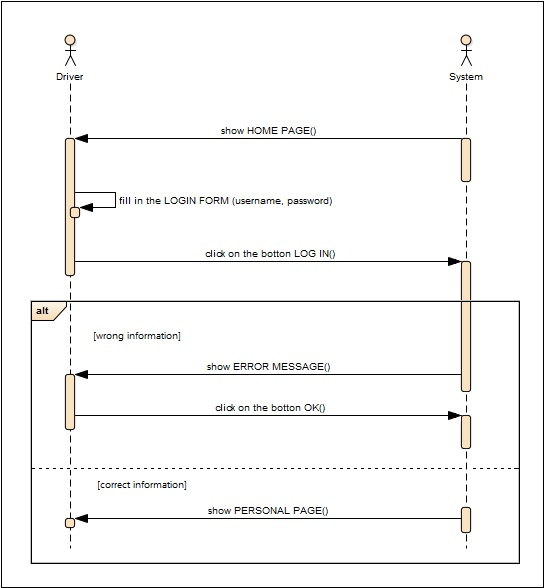 Driver
System
show HOME PAGE()
fill in the LOGIN FORM (username, password)
click on the botton LOG IN()
alt
[wrong information]
show ERROR MESSAGE()
click on the botton OK()
[correct information]
show PERSONAL PAGE()